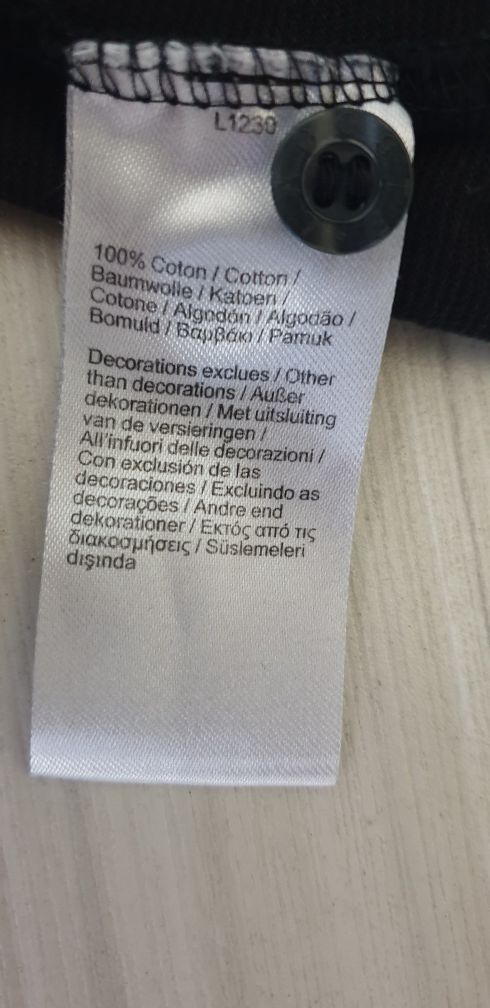 L1230
100% Coton / Cotton /
Baumwolle / Katoen /
Cotone / Algodón / Algodão /
Bomuld / Βαμβάκι / Pamuk
Decorations exclues / Other
than decorations / Außer
dekorationen / Met uitsluiting
van de versieringen /
All'infuori delle decorazioni /
Con exclusión de las
decoraciones / Excluindo as
decorações / Andre end
dekorationer / Εκτός από τις
διακοσμήσεις / Süslemeleri
dışında